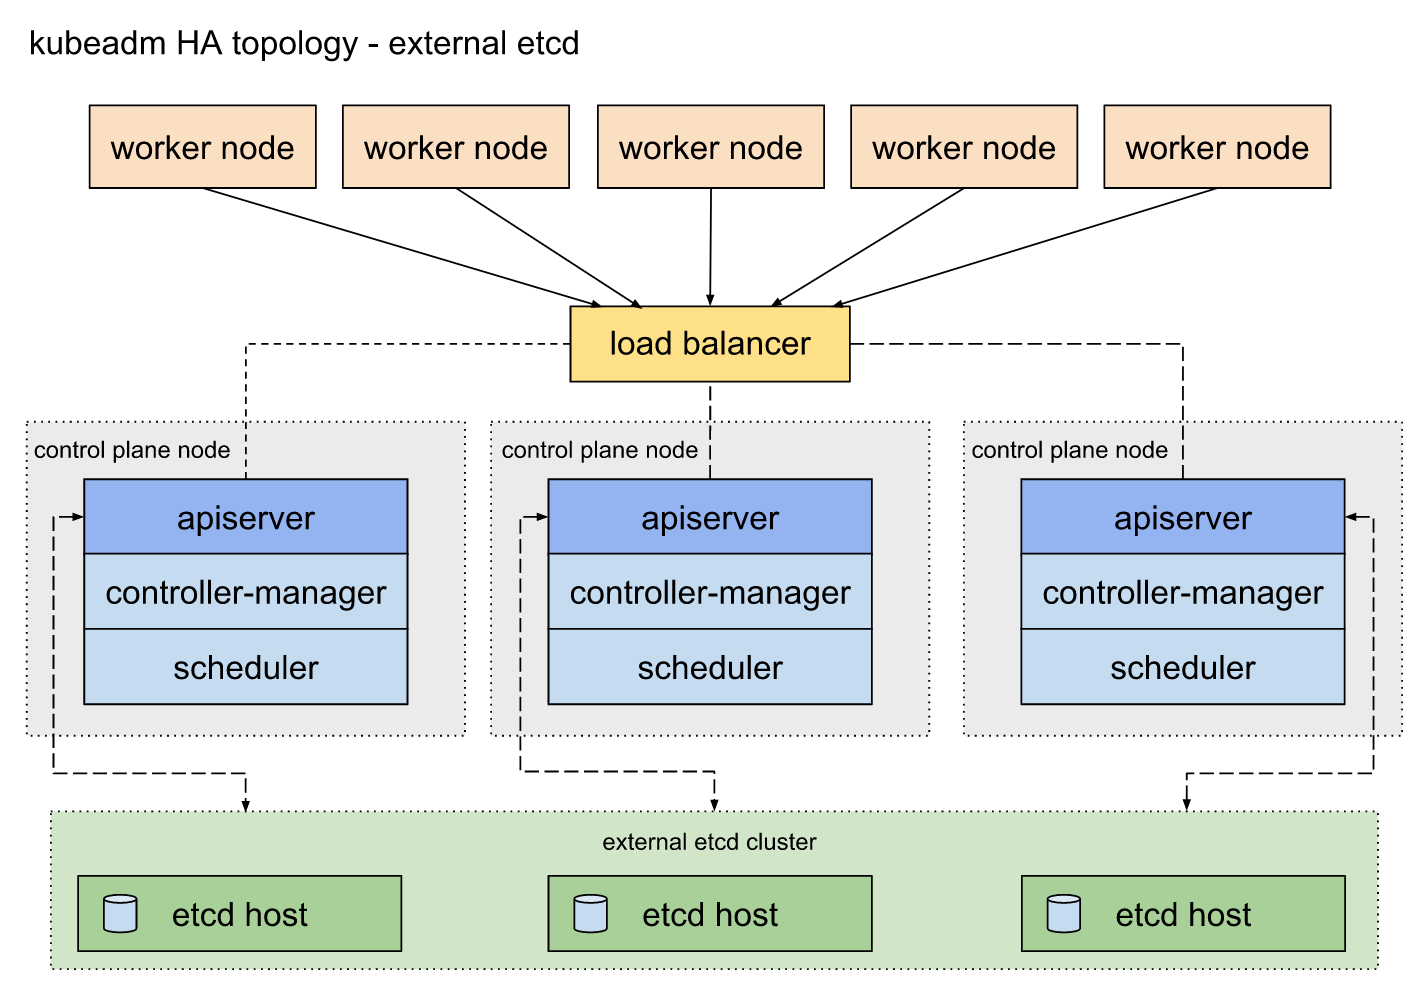 kubeadm HA topology - external etcd
worker node
worker node
worker node
worker node
worker node
load balancer
control plane node
control plane node
control plane node
apiserver
apiserver
apiserver
controller-manager
controller-manager
controller-manager
scheduler
scheduler
scheduler
external etcd cluster
etcd host
etcd host
etcd host